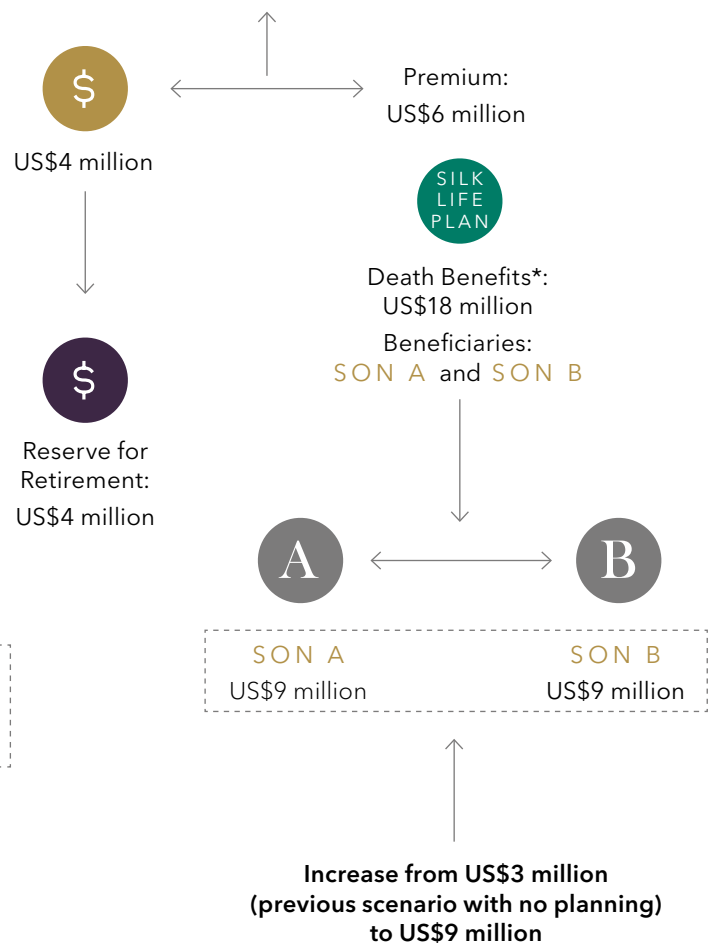 $
US$4 million
Premium:
US$6 million
SILK
LIFE
PLAN
Death Benefits*:
US$18 million
Beneficiaries:
SON A and SON B
$
Reserve for
Retirement:
US$4 million
A
B
SON A
US$9 million
SON B
US$9 million
Increase from US$3 million
(previous scenario with no planning)
to US$9 million